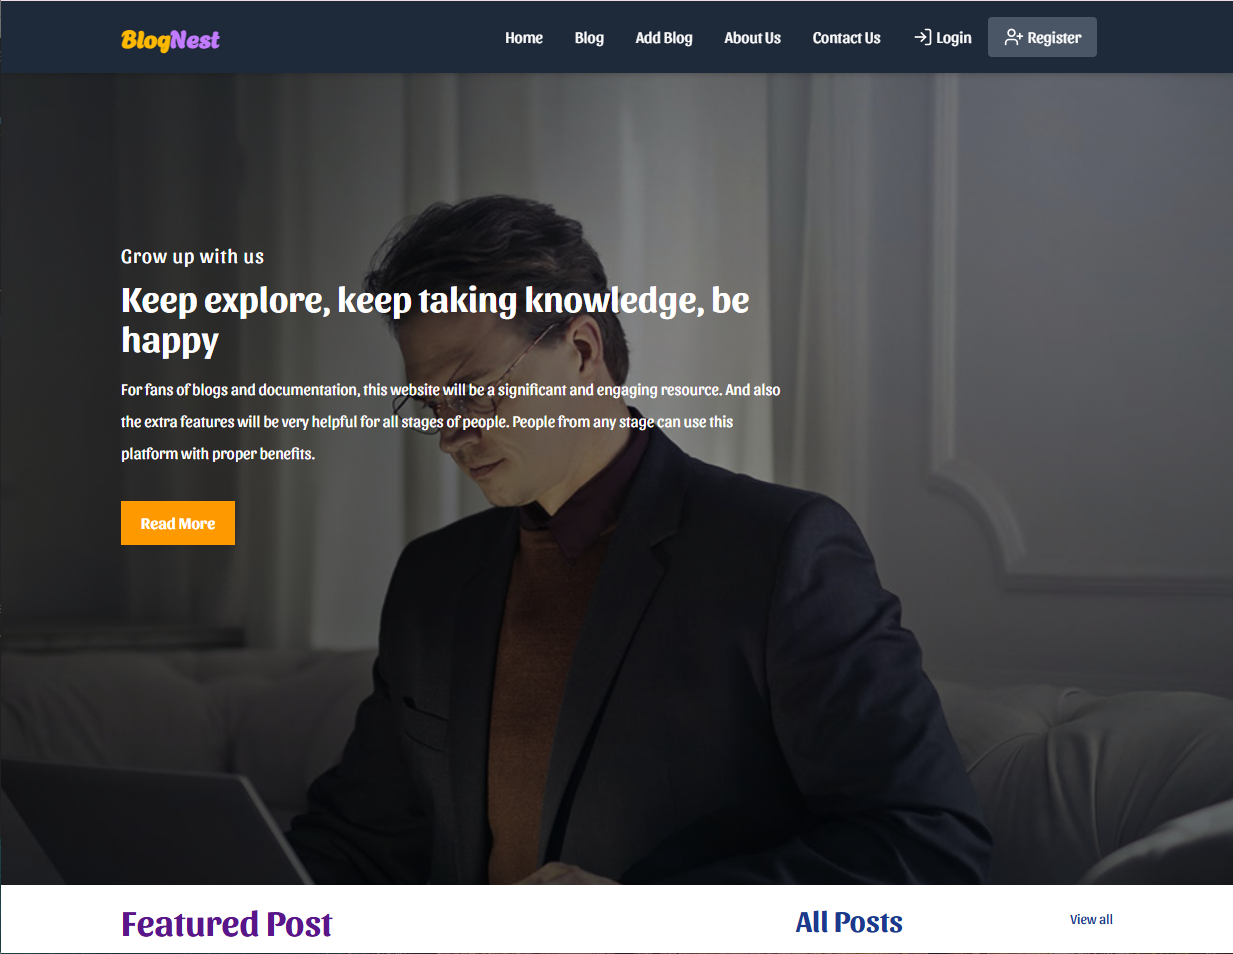 BlogNest
Home
Blog
Add Blog
About Us
Contact Us
Login
Register
Grow up with us
Keep explore, keep taking knowledge, be
happy
For fans of blogs and documentation, this website will be a significant and engaging resource. And also
the extra features will be very helpful for all stages of people. People from any stage can use this
platform with proper benefits.
Read More
Featured Post
All Posts
View all